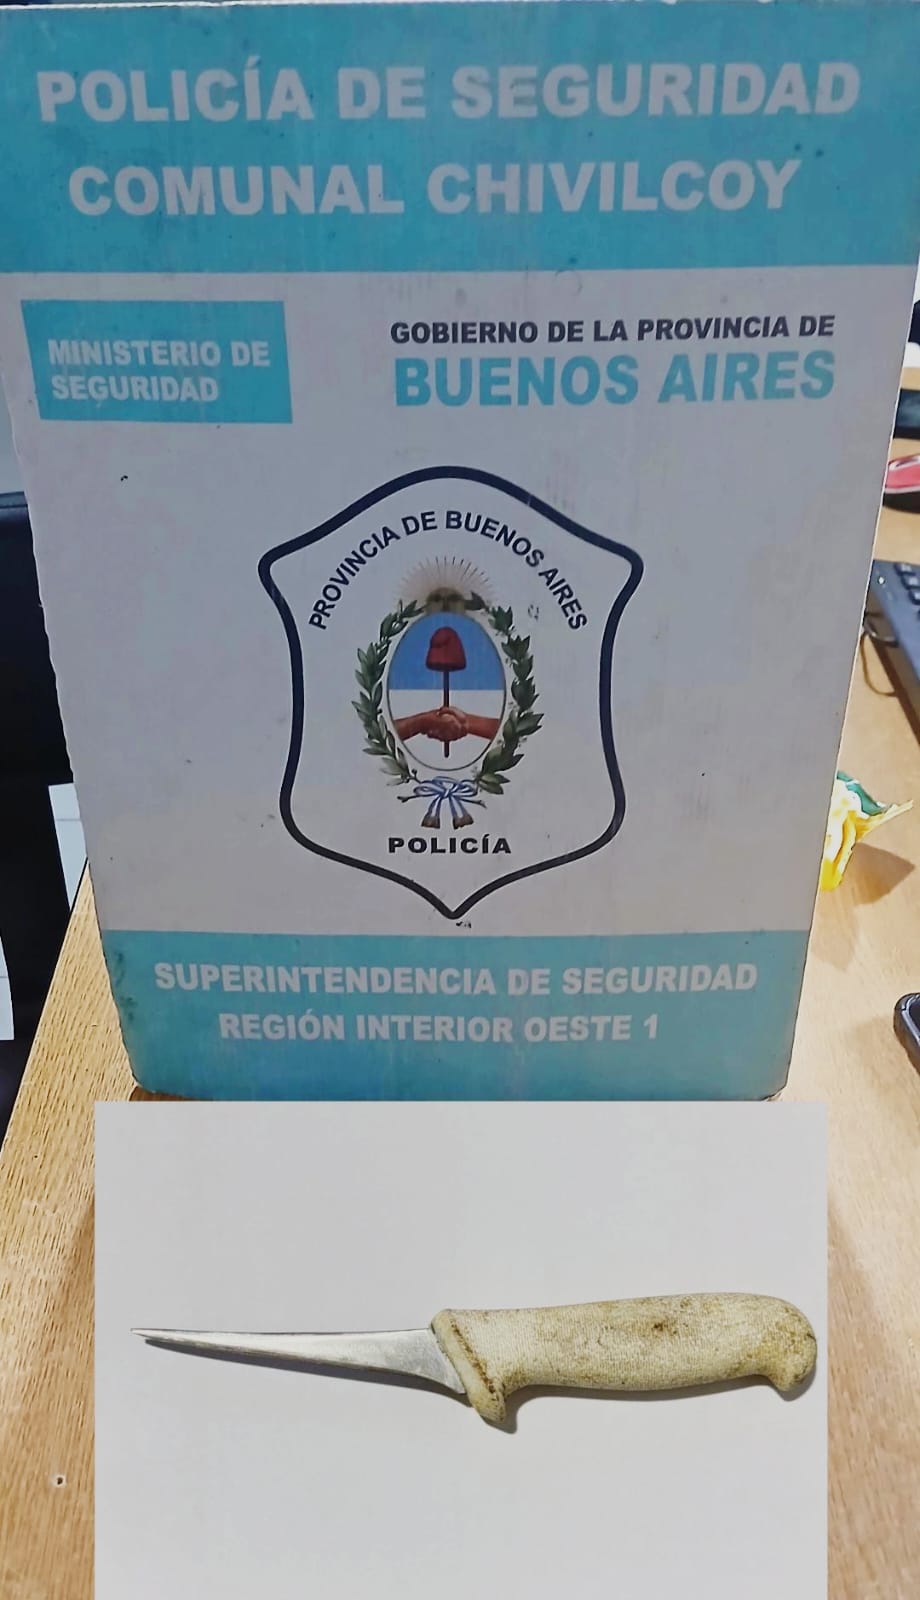 POLICÍA DE SEGURIDAD
COMUNAL CHIVILCOY
MINISTERIO DE
SEGURIDAD
GOBIERNO DE LA PROVINCIA DE
BUENOS AIRES
PROVINCIA DE BUENOS AIRES
POLICÍA
SUPERINTENDENCIA DE SEGURIDAD
REGIÓN INTERIOR OESTE 1